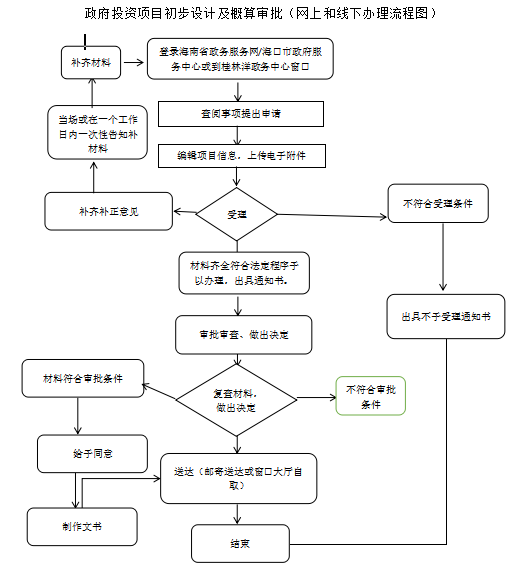 政府投资项目初步设计及概算审批（网上和线下办理流程图）
补齐材料
登录海南省政务服务网/海口市政府服
务中心或到桂林洋政务中心窗口
当场或在一个工作
日内一次性告知补
材料
查阅事项提出申请
编辑项目信息，上传电子附件
补齐补正意见
受理
不符合受理条件
材料齐全符合法定程序予
以办理，出具通知书。
出具不予受理通知书
审批审查、做出决定
材料符合审批条件
复查材料，
做出决定
不符合审批
条件
给予同意
送达（邮寄送达或窗口大厅自
取）
制作文书
结束